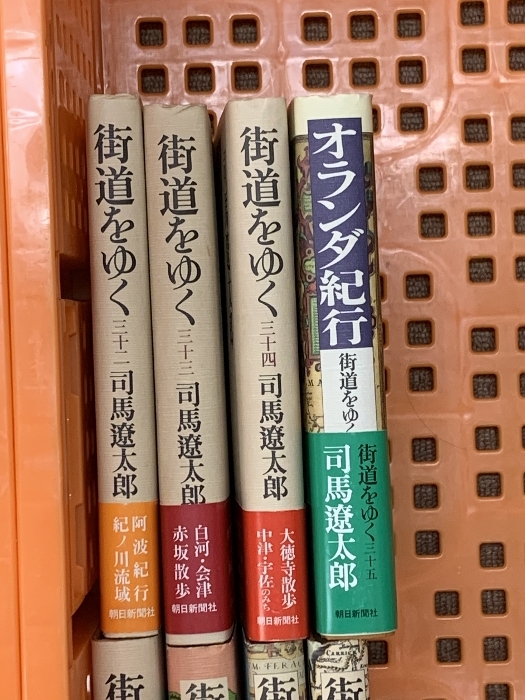 街道をゆく 三十二 司馬遼太郎
阿波紀行
紀ノ川流域
朝日新聞社
街道をゆく 三十三 司馬遼太郎
白河・会津
赤坂散歩
朝日新聞社
街道をゆく 三十四 司馬遼太郎
大徳寺散歩
中津・宇佐のみち
朝日新聞社
オランダ紀行
街道をゆく
街道をゆく 三十五
司馬遼太郎
朝日新聞社
街
街
街
街